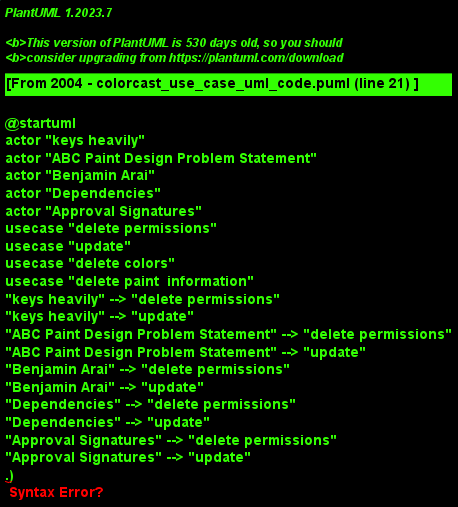 PlantUML 1.2023.7
<b>This version of PlantUML is 530 days old, so you should
<b>consider upgrading from https://plantuml.com/download
[From 2004 - colorcast_use_case_uml_code.puml (line 21) ]
@startuml
actor "keys heavily"
actor "ABC Paint Design Problem Statement"
actor "Benjamin Arai"
actor "Dependencies"
actor "Approval Signatures"
usecase "delete permissions"
usecase "update"
usecase "delete colors"
usecase "delete paint  information"
"keys heavily" --> "delete permissions"
"keys heavily" --> "update"
"ABC Paint Design Problem Statement" --> "delete permissions"
"ABC Paint Design Problem Statement" --> "update"
"Benjamin Arai" --> "delete permissions"
"Benjamin Arai" --> "update"
"Dependencies" --> "delete permissions"
"Dependencies" --> "update"
"Approval Signatures" --> "delete permissions"
"Approval Signatures" --> "update"
.)
Syntax Error?